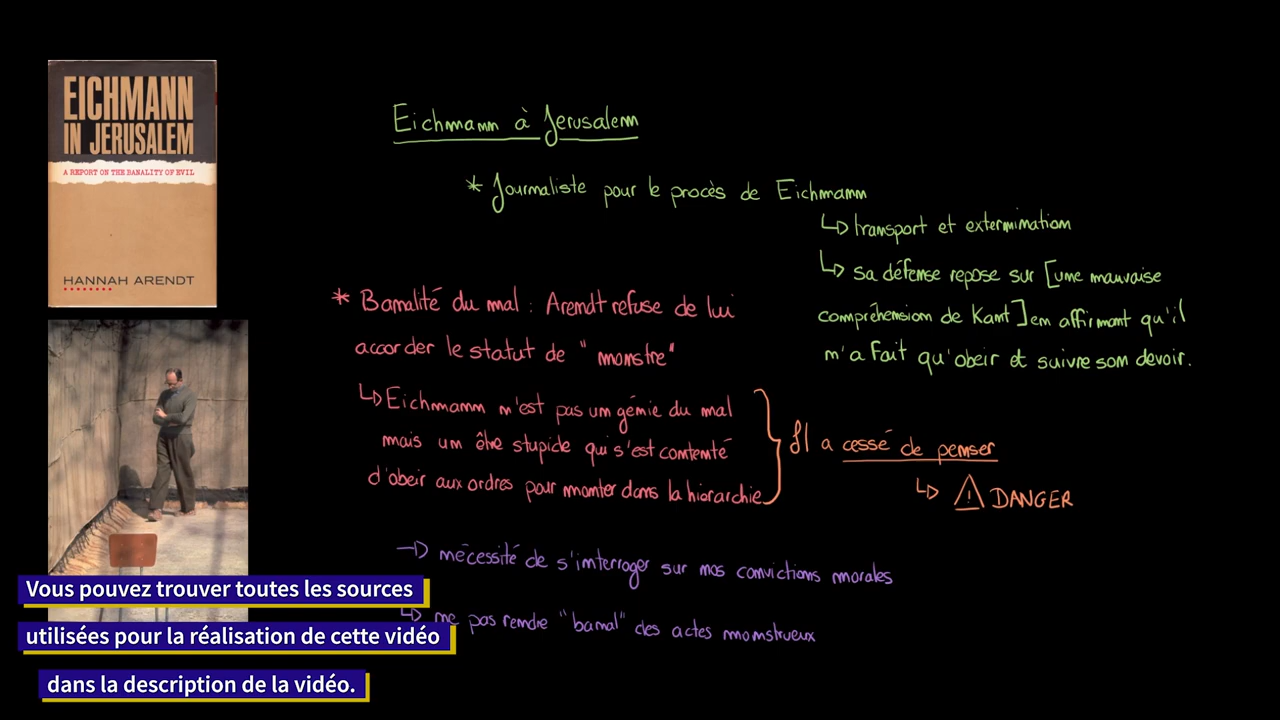 EICHMANN
IN JERUSALEM
A REPORT ON THE BANALITY OF EVIL
HANNAH ARENDT
Eichmann à Jerusalem
* Journaliste pour le procès de Eichmann
↳ transport et extermination
↳ sa défense repose sur [une mauvaise
compréhension de Kant] en affirmant qu'il
n'a fait qu'obeir et suivre son devoir.
* Banalité du mal : Arendt refuse de lui
accorder le statut de "monstre"
↳ Eichmann n'est pas un génie du mal
mais un être stupide qui s'est contenté
d'obeir aux ordres pour monter dans la hierarchie
Il a cessé de penser
↳ ⚠ DANGER
→ nécessité de s'interroger sur nos convictions morales
↳ ne pas rendre "banal" des actes monstrueux
Vous pouvez trouver toutes les sources
utilisées pour la réalisation de cette vidéo
dans la description de la vidéo.